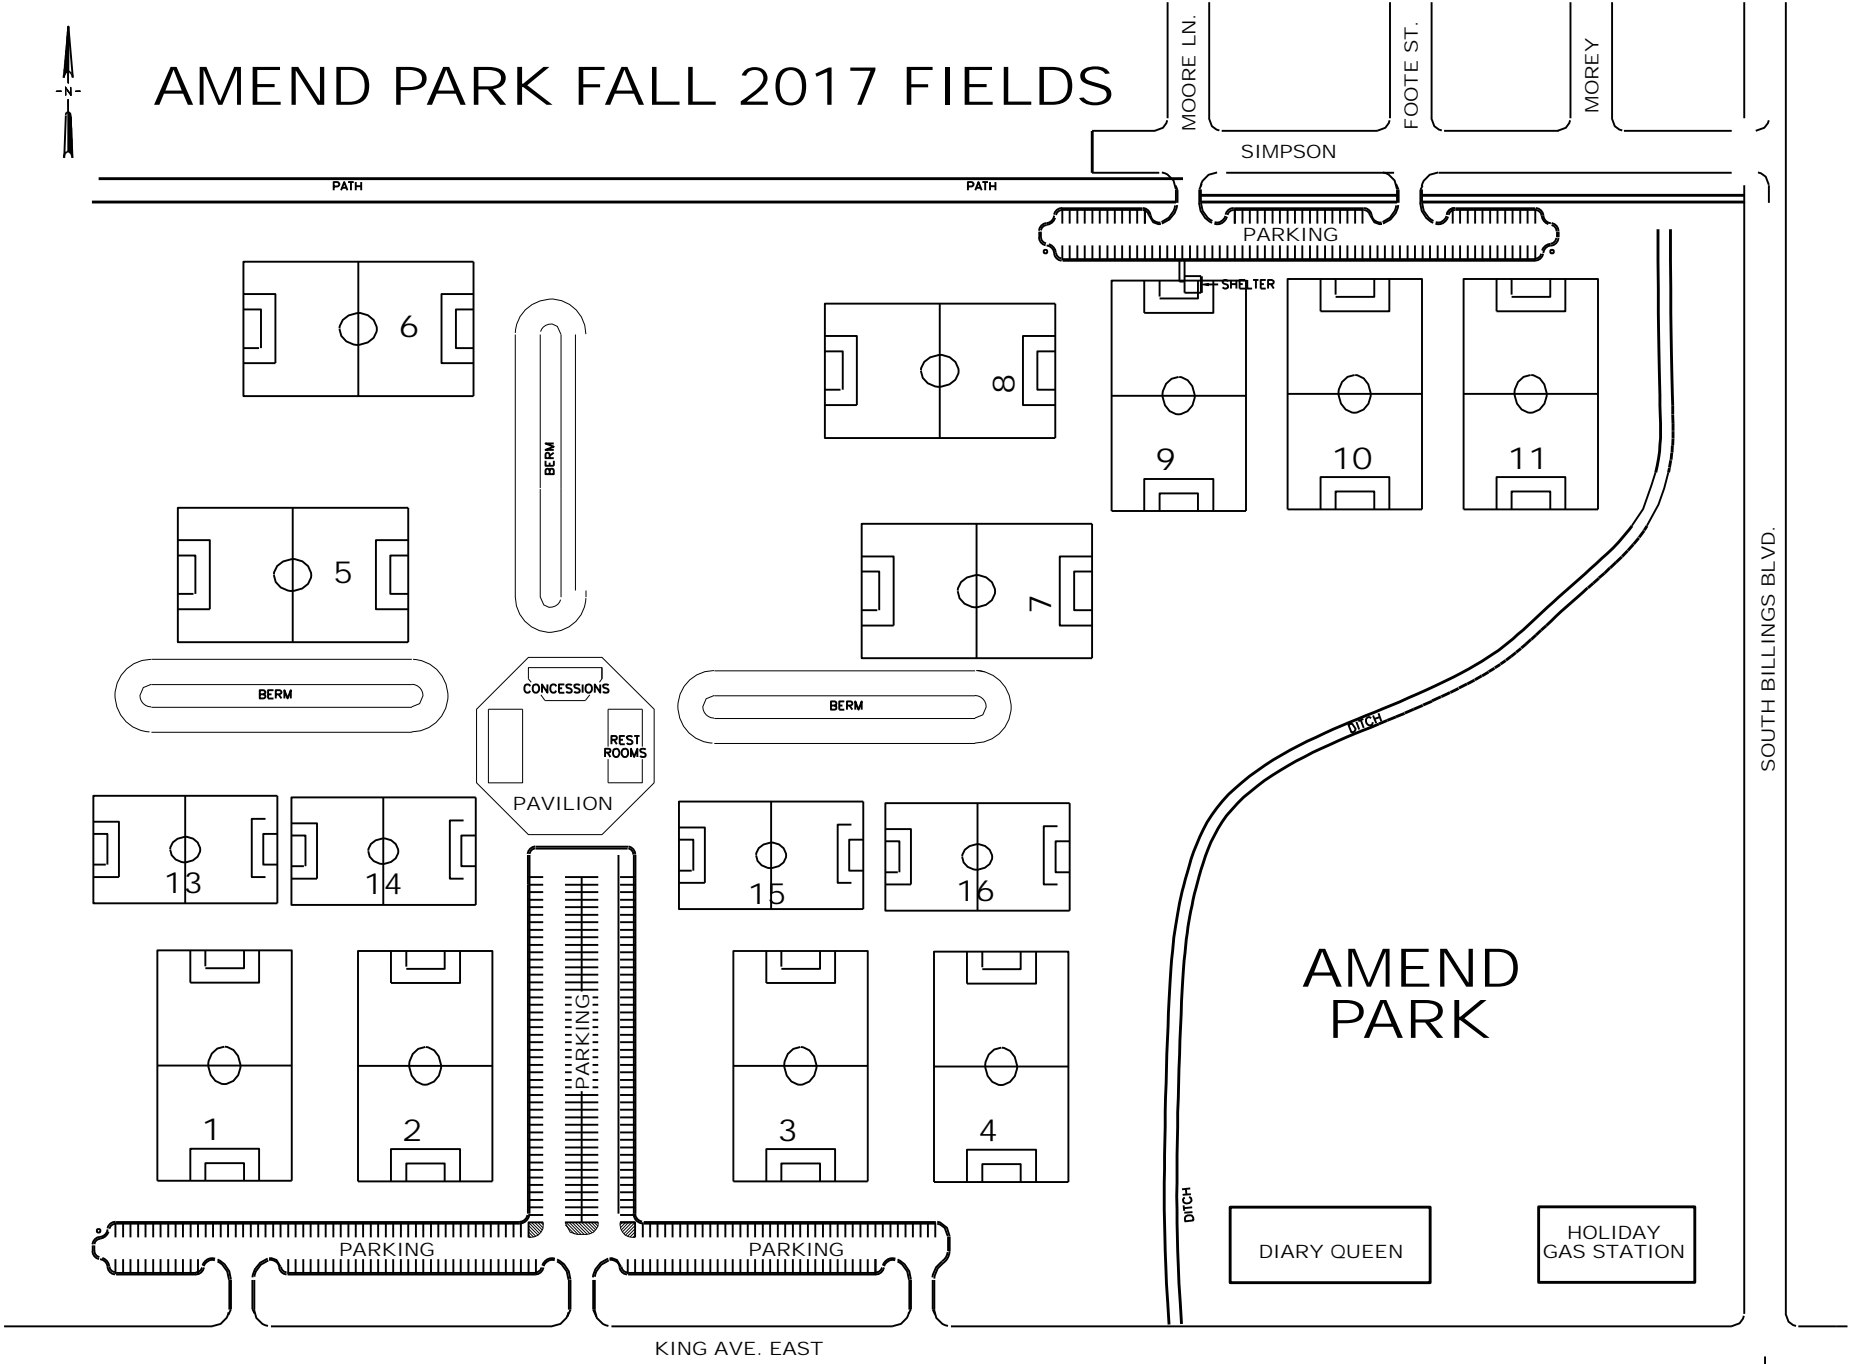 AMEND PARK FALL 2017 FIELDS
N
MOORE LN.
FOOTE ST.
MOREY
SIMPSON
PATH
PATH
PARKING
SHELTER
6
8
9
10
11
BERM
5
7
SOUTH BILLINGS BLVD.
BERM
CONCESSIONS
REST
ROOMS
PAVILION
BERM
DITCH
13
14
15
16
AMEND
PARK
PARKING
1
2
3
4
DITCH
PARKING
PARKING
DIARY QUEEN
HOLIDAY
GAS STATION
KING AVE. EAST